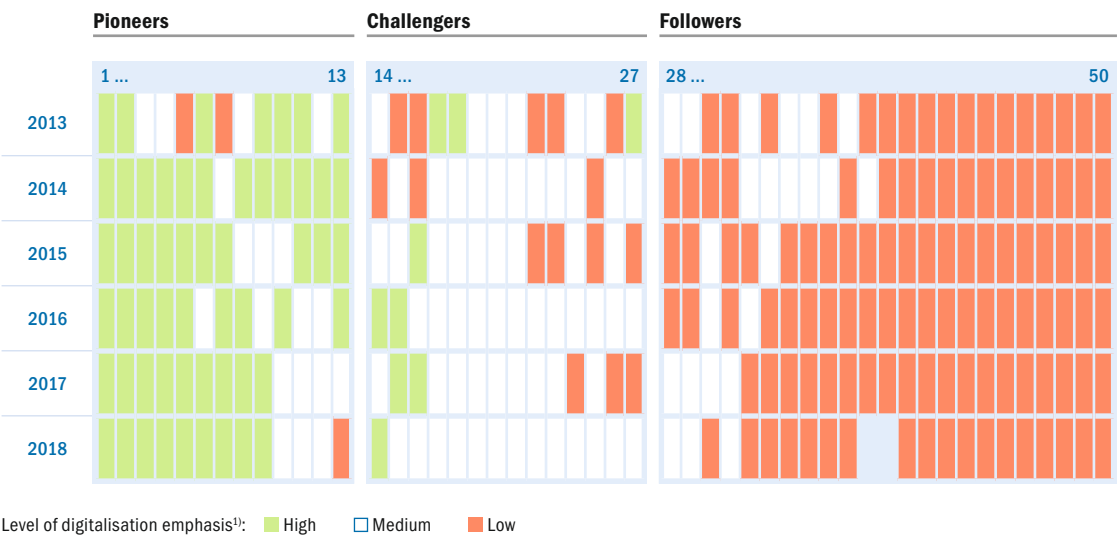 Pioneers Challengers Followers
1 ... 13 14 ... 27 28 ... 50
2013
2014
2015
2016
2017
2018
Level of digitalisation emphasis¹⁾: High Medium Low